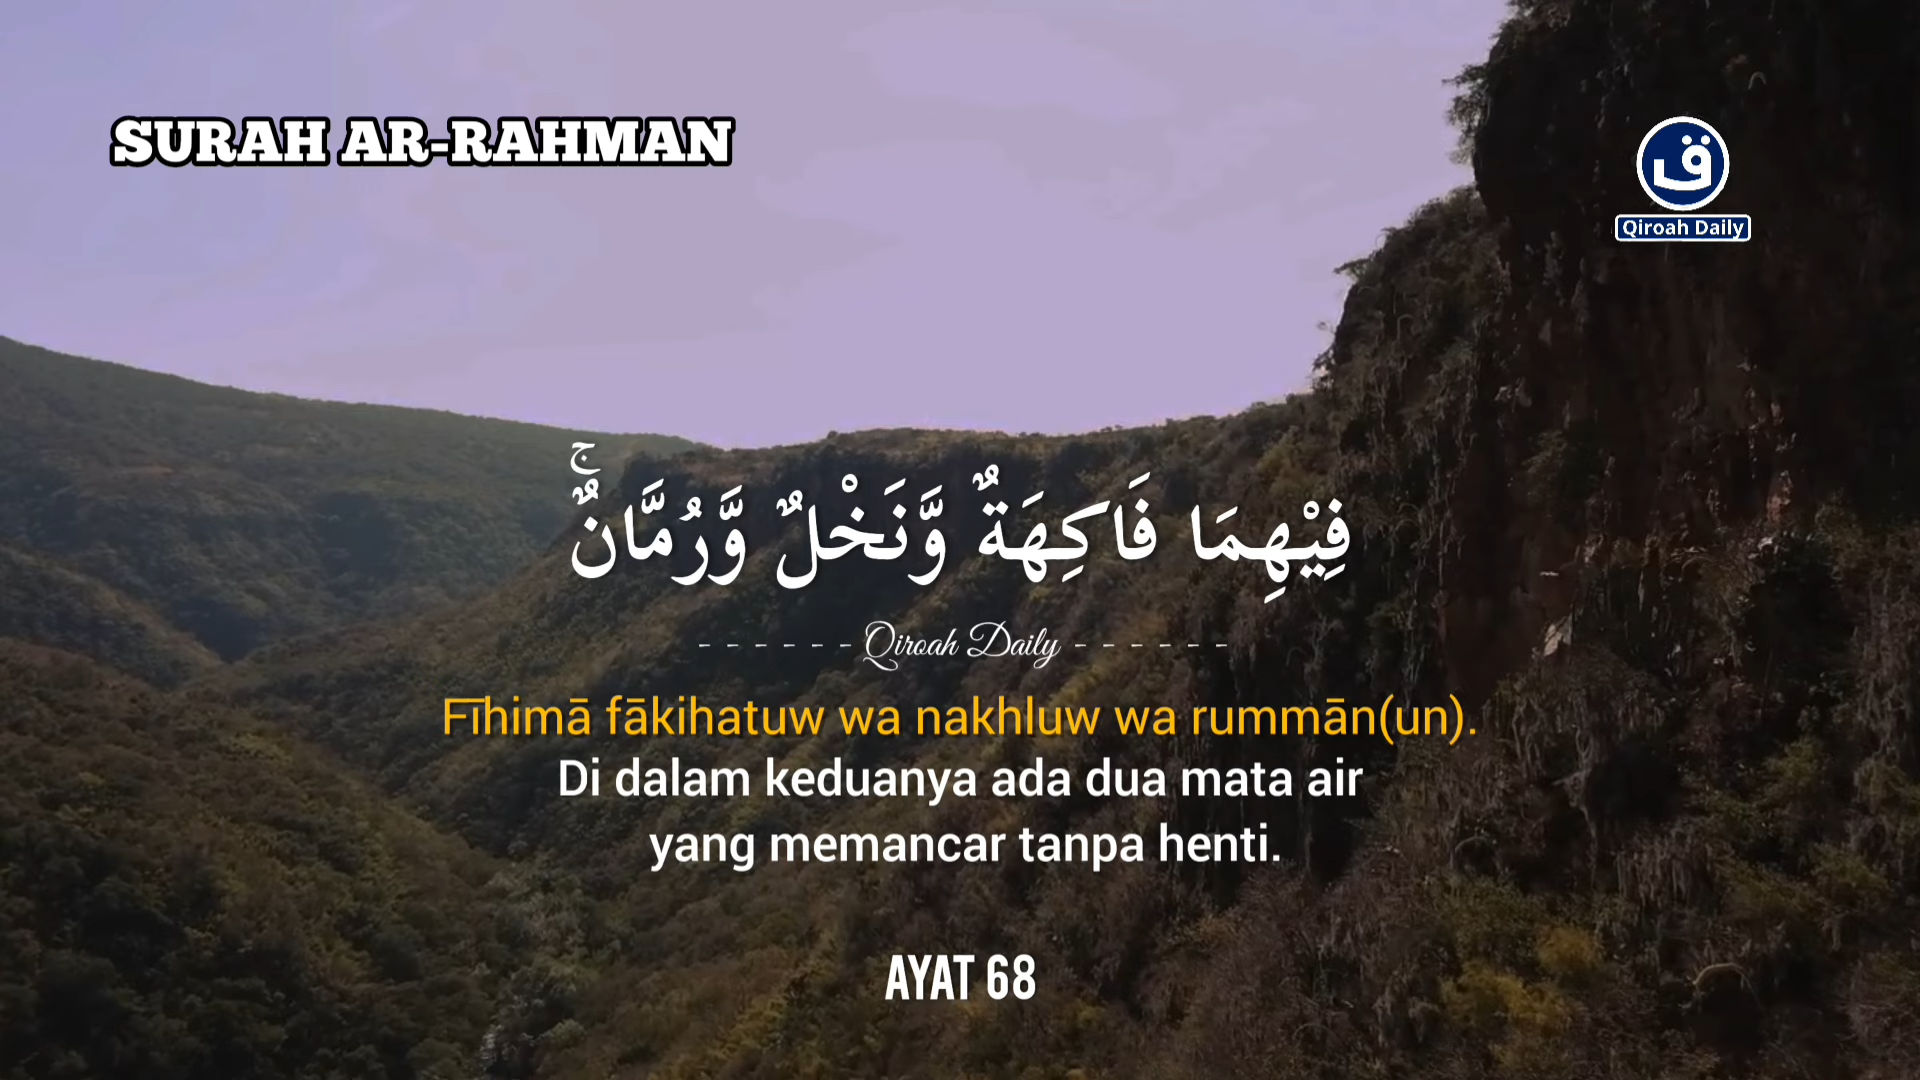 SURAH AR-RAHMAN
ق
Qiroah Daily
فِيْهِمَا فَاكِهَةٌ وَّنَخْلٌ وَّرُمَّانٌۚ
------Qiroah Daily------
Fīhimā fākihatuw wa nakhluw wa rummān(un).
Di dalam keduanya ada dua mata air
yang memancar tanpa henti.
AYAT 68